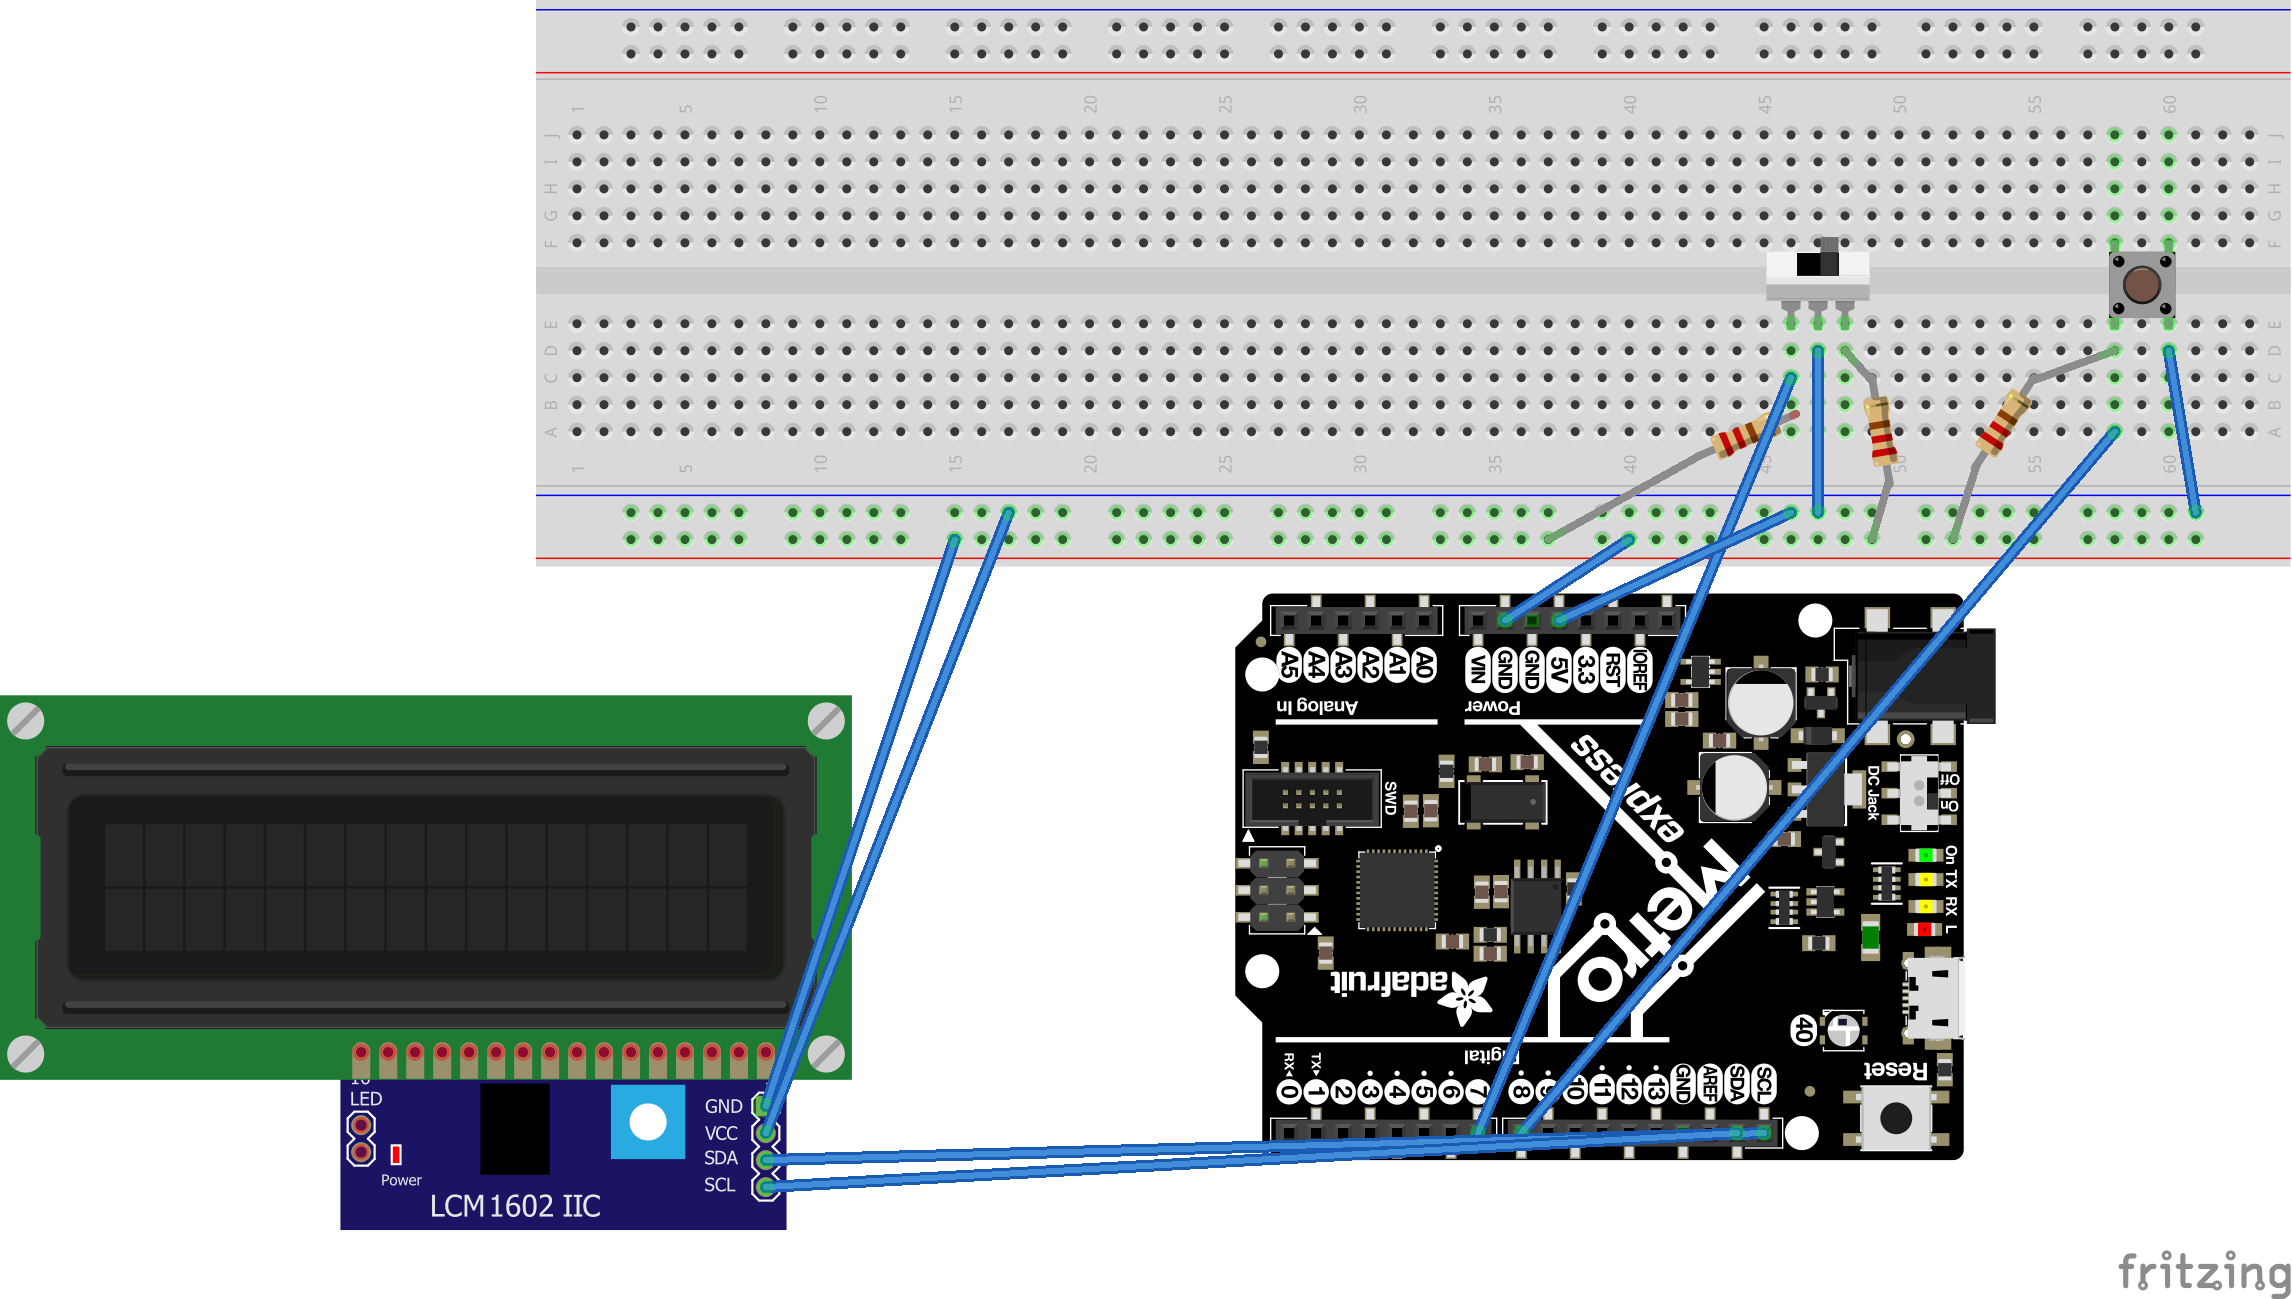 1 5 10 15 20 25 30 35 40 45 50 55 60
J J
I I
H H
G G
F F
E E
D D
C C
B B
A A
1 5 10 15 20 25 30 35 40 45 50 55 60
A5 A4 A3 A2 A1 A0 VIN GND GND 5V 3.3 RST IOREF
Analog In Power
SWD
express
Metro
DC Jack
Off
On
On
TX
RX
L
adafruit
40
Reset
Digital
RX TX
0 1 2 3 4 5 6 7 8 9 10 11 12 13 GND AREF SDA SCL
16
LED
GND
VCC
SDA
SCL
Power
LCM1602 IIC
fritzing